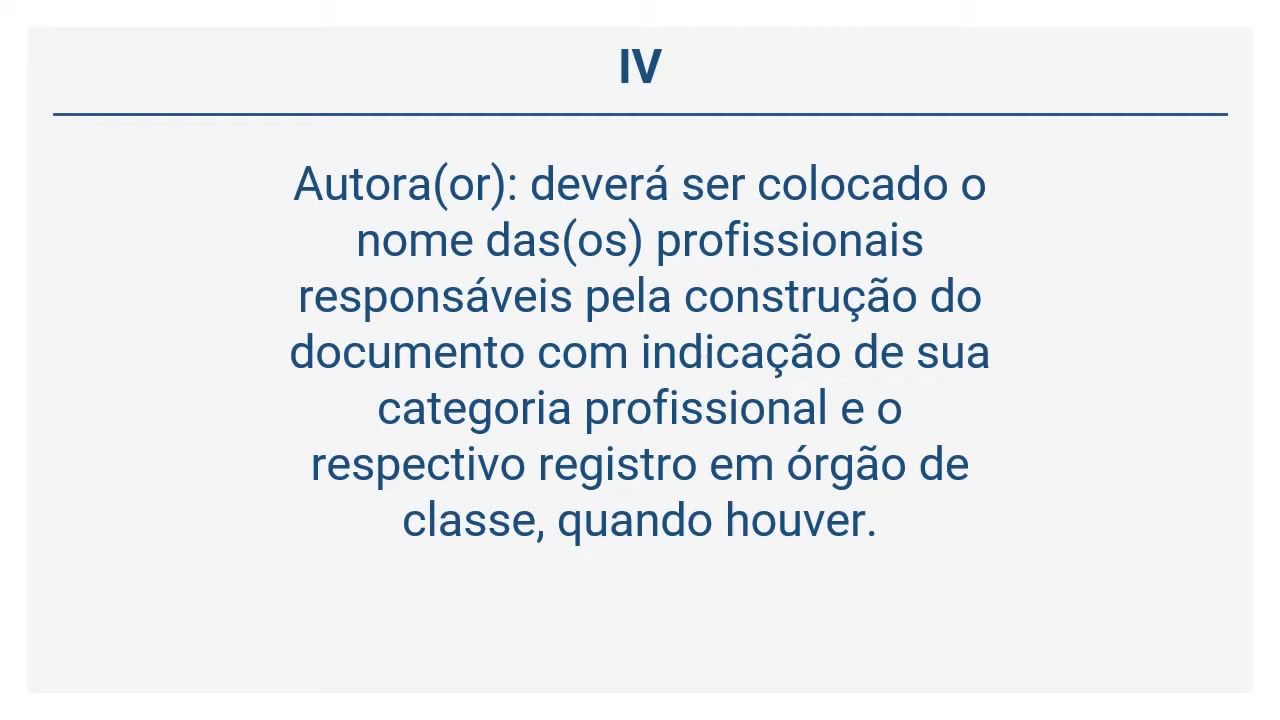 IV
Autora(or): deverá ser colocado o
nome das(os) profissionais
responsáveis pela construção do
documento com indicação de sua
categoria profissional e o
respectivo registro em órgão de
classe, quando houver.